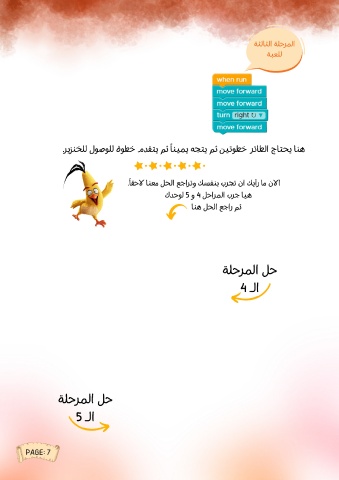 المرحلة الثالثة
للعبة
when run
move forward
move forward
turn right ↻ ▼
move forward
هنا يحتاج الطائر خطوتين ثم يتجه يميناً ثم يتقدم خطوة للوصول للخنزير.
الآن ما رأيك ان تجرب بنفسك وتراجع الحل معنا لاحقاً.
هيا جرب المراحل 4 و 5 لوحدك
ثم راجع الحل هنا
حل المرحلة
الـ 4
حل المرحلة
الـ 5
PAGE: 7